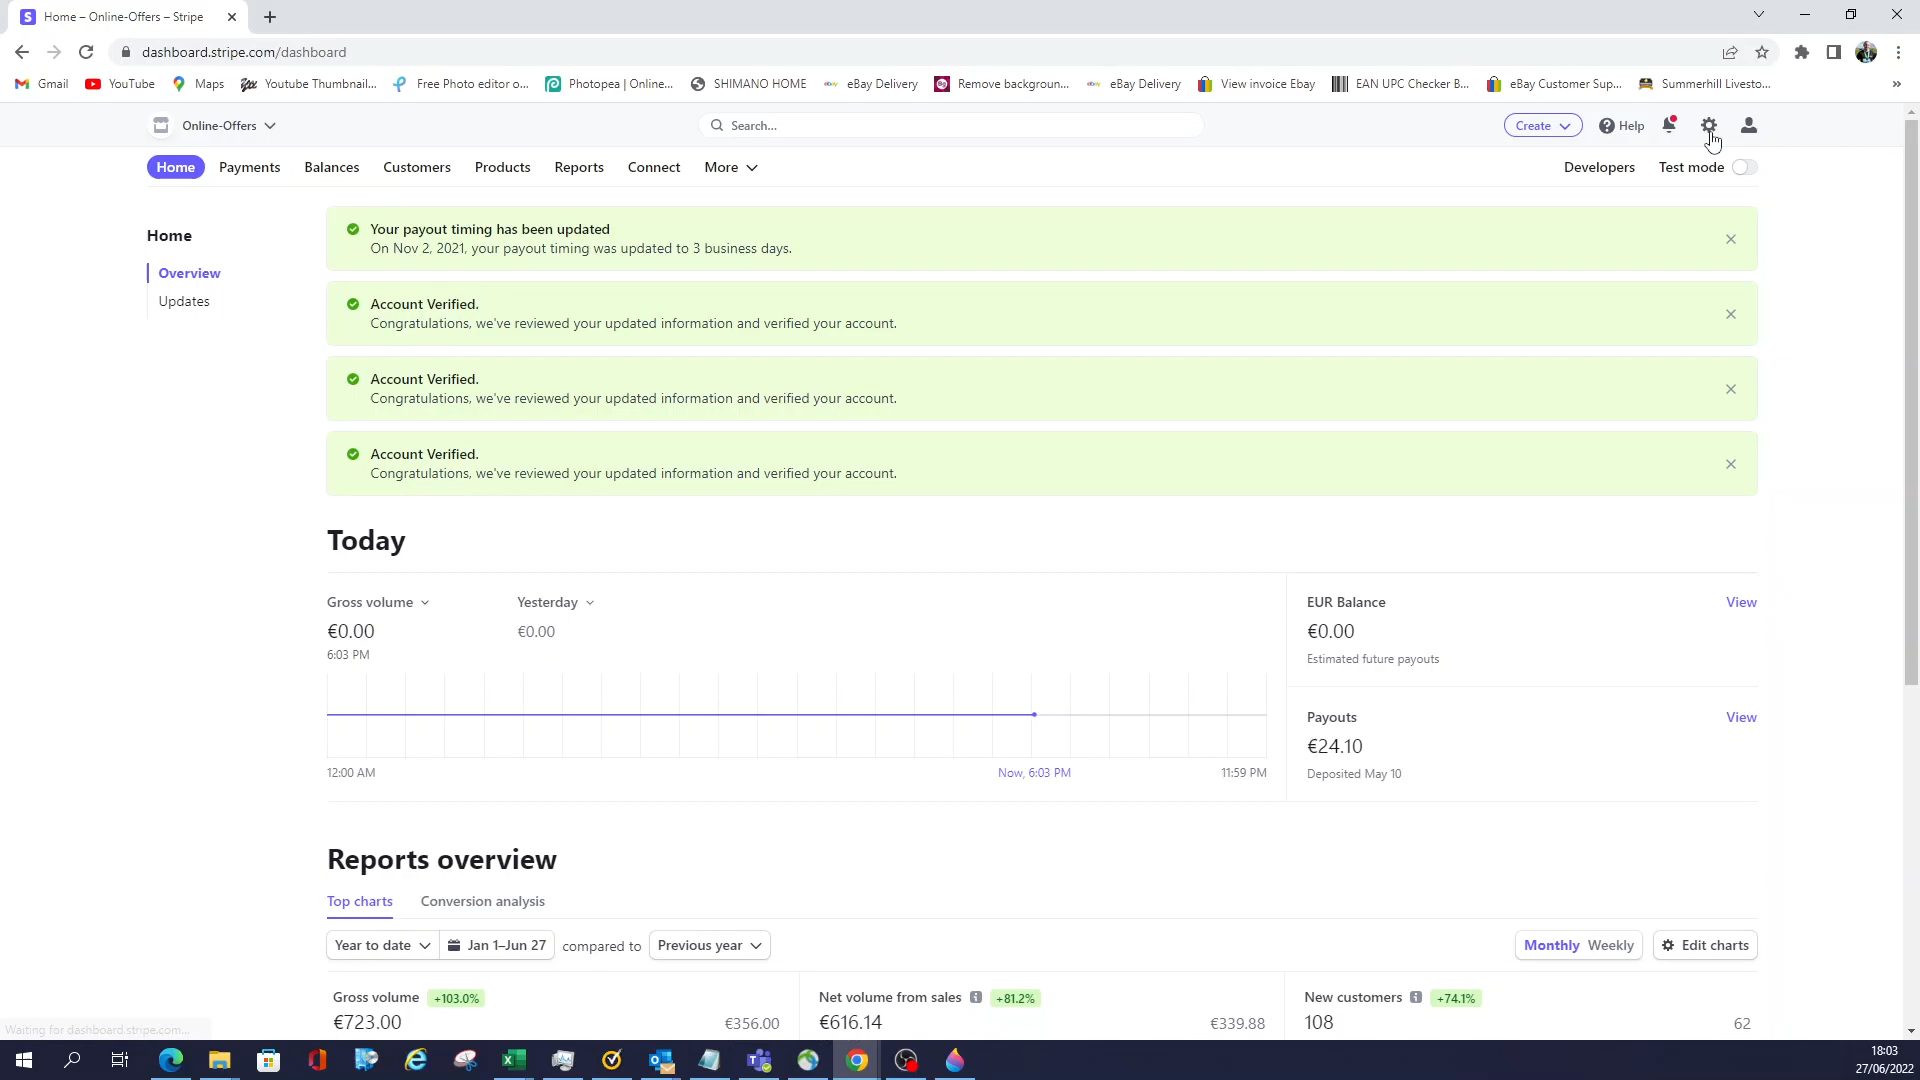 Home – Online-Offers – Stripe
dashboard.stripe.com/dashboard
Gmail YouTube Maps Youtube Thumbnail... Free Photo editor o... Photopea | Online... SHIMANO HOME eBay Delivery Remove backgroun... eBay Delivery View invoice Ebay EAN UPC Checker B... eBay Customer Sup... Summerhill Livesto... »
Online-Offers Search... Create Help
Home Payments Balances Customers Products Reports Connect More Developers Test mode
Home
Overview
Updates
Your payout timing has been updated
On Nov 2, 2021, your payout timing was updated to 3 business days.
Account Verified.
Congratulations, we've reviewed your updated information and verified your account.
Account Verified.
Congratulations, we've reviewed your updated information and verified your account.
Account Verified.
Congratulations, we've reviewed your updated information and verified your account.
Today
Gross volume Yesterday
€0.00 €0.00
6:03 PM
12:00 AM Now, 6:03 PM 11:59 PM
EUR Balance View
€0.00
Estimated future payouts
Payouts View
€24.10
Deposited May 10
Reports overview
Top charts Conversion analysis
Year to date Jan 1–Jun 27 compared to Previous year Monthly Weekly Edit charts
Gross volume +103.0% Net volume from sales +81.2% New customers +74.1%
€723.00 €356.00 €616.14 €339.88 108 62
Waiting for dashboard.stripe.com...
18:03
27/06/2022